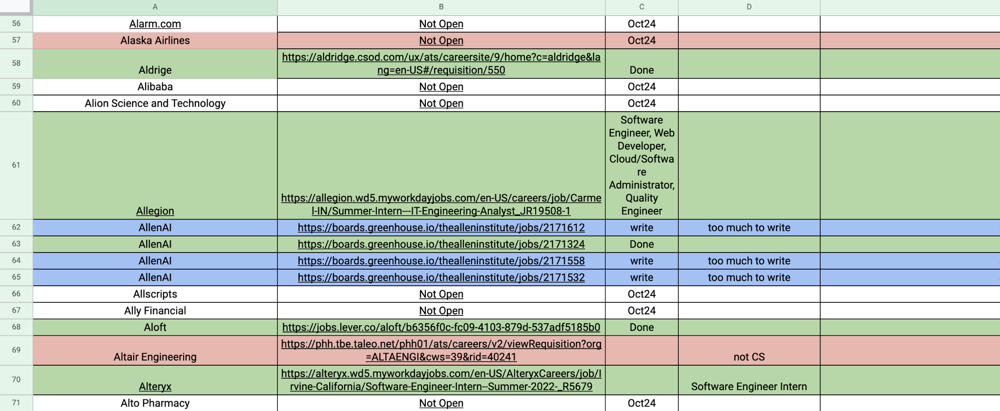 A B C D
56 Alarm.com Not Open Oct24
57 Alaska Airlines Not Open Oct24
58 Aldrige https://aldridge.csod.com/ux/ats/careersite/9/home?c=aldridge&la
ng=en-US#/requisition/550 Done
59 Alibaba Not Open Oct24
60 Alion Science and Technology Not Open Oct24
61 Allegion https://allegion.wd5.myworkdayjobs.com/en-US/careers/job/Carme
l-IN/Summer-Intern---IT-Engineering-Analyst_JR19508-1
Software
Engineer, Web
Developer,
Cloud/Softwa
re
Administrator,
Quality
Engineer
62 AllenAI https://boards.greenhouse.io/thealleninstitute/jobs/2171612 write too much to write
63 AllenAI https://boards.greenhouse.io/thealleninstitute/jobs/2171324 Done
64 AllenAI https://boards.greenhouse.io/thealleninstitute/jobs/2171558 write too much to write
65 AllenAI https://boards.greenhouse.io/thealleninstitute/jobs/2171532 write too much to write
66 Allscripts Not Open Oct24
67 Ally Financial Not Open Oct24
68 Aloft https://jobs.lever.co/aloft/b6356f0c-fc09-4103-879d-537adf5185b0 Done
69 Altair Engineering https://phh.tbe.taleo.net/phh01/ats/careers/v2/viewRequisition?org
=ALTAENGI&cws=39&rid=40241 not CS
70 Alteryx https://alteryx.wd5.myworkdayjobs.com/en-US/AlteryxCareers/job/I
rvine-California/Software-Engineer-Intern--Summer-2022-_R5679 Software Engineer Intern
71 Alto Pharmacy Not Open Oct24